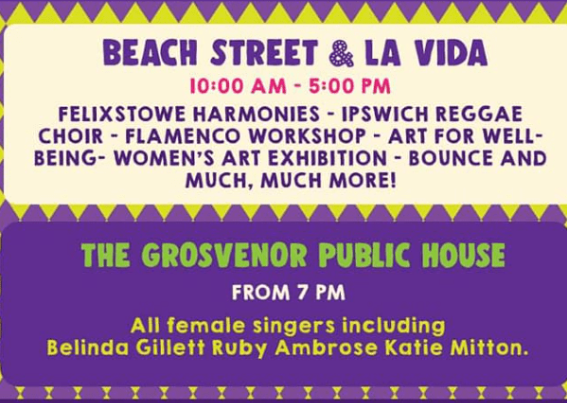 BEACH STREET & LA VIDA
10:00 AM - 5:00 PM
FELIXSTOWE HARMONIES - IPSWICH REGGAE
CHOIR - FLAMENCO WORKSHOP - ART FOR WELL-
BEING- WOMEN'S ART EXHIBITION - BOUNCE AND
MUCH, MUCH MORE!
THE GROSVENOR PUBLIC HOUSE
FROM 7 PM
All female singers including
Belinda Gillett Ruby Ambrose Katie Mitton.